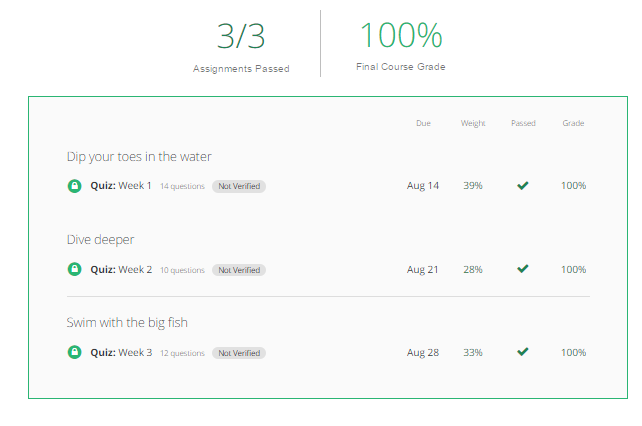 3/3 100%
Assignments Passed Final Course Grade
Due Weight Passed Grade
Dip your toes in the water
Quiz: Week 1 14 questions Not Verified Aug 14 39% 100%
Dive deeper
Quiz: Week 2 10 questions Not Verified Aug 21 28% 100%
Swim with the big fish
Quiz: Week 3 12 questions Not Verified Aug 28 33% 100%